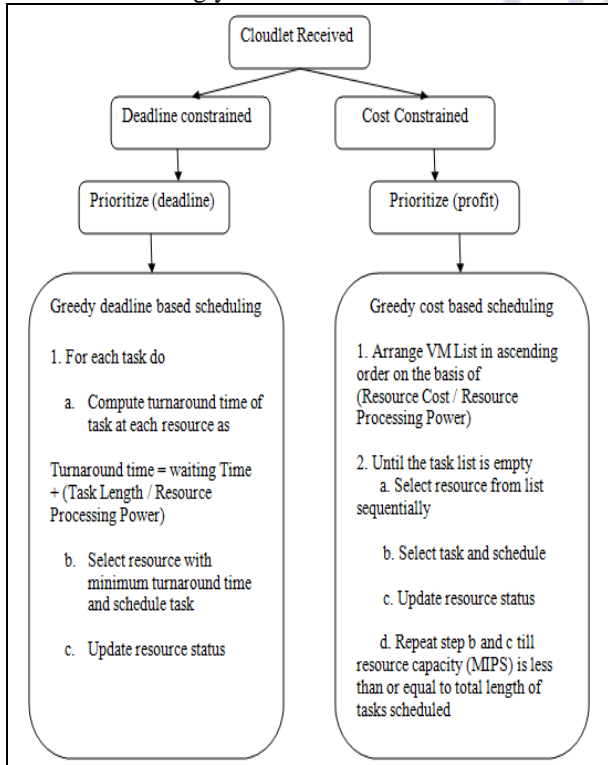 Cloudlet Received
Deadline constrained
Cost Constrained
Prioritize (deadline)
Prioritize (profit)
Greedy deadline based scheduling
1. For each task do
a. Compute turnaround time of
task at each resource as
Turnaround time = waiting Time
+ (Task Length / Resource
Processing Power)
b. Select resource with
minimum turnaround time
and schedule task
c. Update resource status
Greedy cost based scheduling
1. Arrange VM List in ascending
order on the basis of
(Resource Cost / Resource
Processing Power)
2. Until the task list is empty
a. Select resource from list
sequentially
b. Select task and schedule
c. Update resource status
d. Repeat step b and c till
resource capacity (MIPS) is less
than or equal to total length of
tasks scheduled